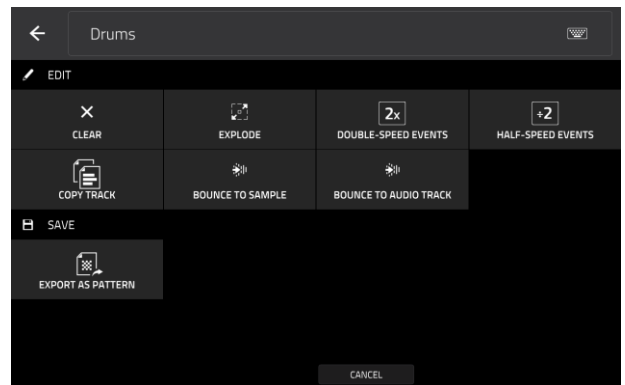 Drums
EDIT
CLEAR
EXPLODE
2x
DOUBLE-SPEED EVENTS
÷2
HALF-SPEED EVENTS
COPY TRACK
BOUNCE TO SAMPLE
BOUNCE TO AUDIO TRACK
SAVE
EXPORT AS PATTERN
CANCEL